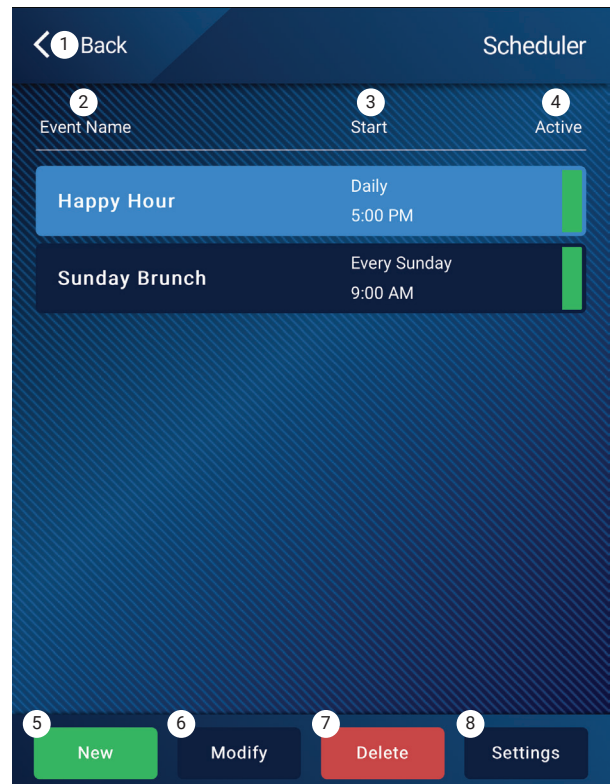 1 Back Scheduler
2 3 4
Event Name Start Active
Daily
Happy Hour
5:00 PM
Every Sunday
Sunday Brunch
9:00 AM
5 6 7 8
New Modify Delete Settings